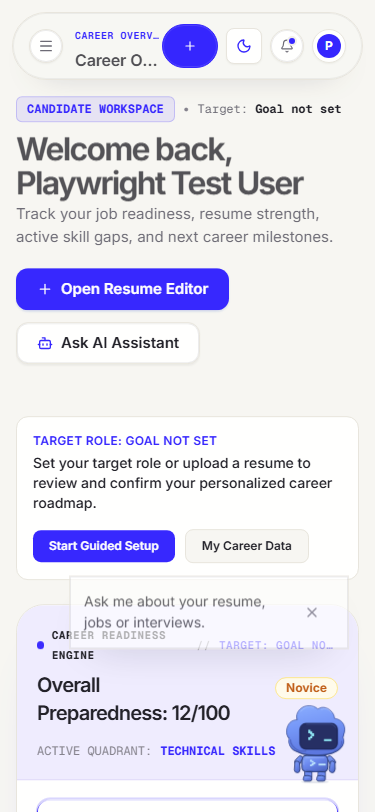 CAREER OVERV…
Career O…
P
CANDIDATE WORKSPACE • Target: Goal not set
Welcome back,
Playwright Test User
Track your job readiness, resume strength,
active skill gaps, and next career milestones.
Open Resume Editor
Ask AI Assistant
TARGET ROLE: GOAL NOT SET
Set your target role or upload a resume to
review and confirm your personalized career
roadmap.
Start Guided Setup
My Career Data
Ask me about your resume,
jobs or interviews.
CAREER READINESS
ENGINE
// TARGET: GOAL NO…
Overall
Preparedness: 12/100
Novice
ACTIVE QUADRANT: TECHNICAL SKILLS